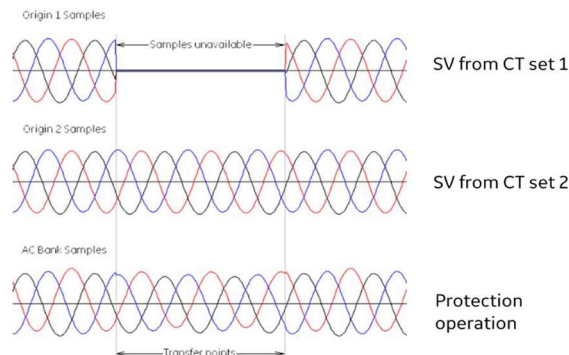 Origin 1 Samples
Samples unavailable
SV from CT set 1
Origin 2 Samples
SV from CT set 2
AC Bank Samples
Protection
operation
Transfer points